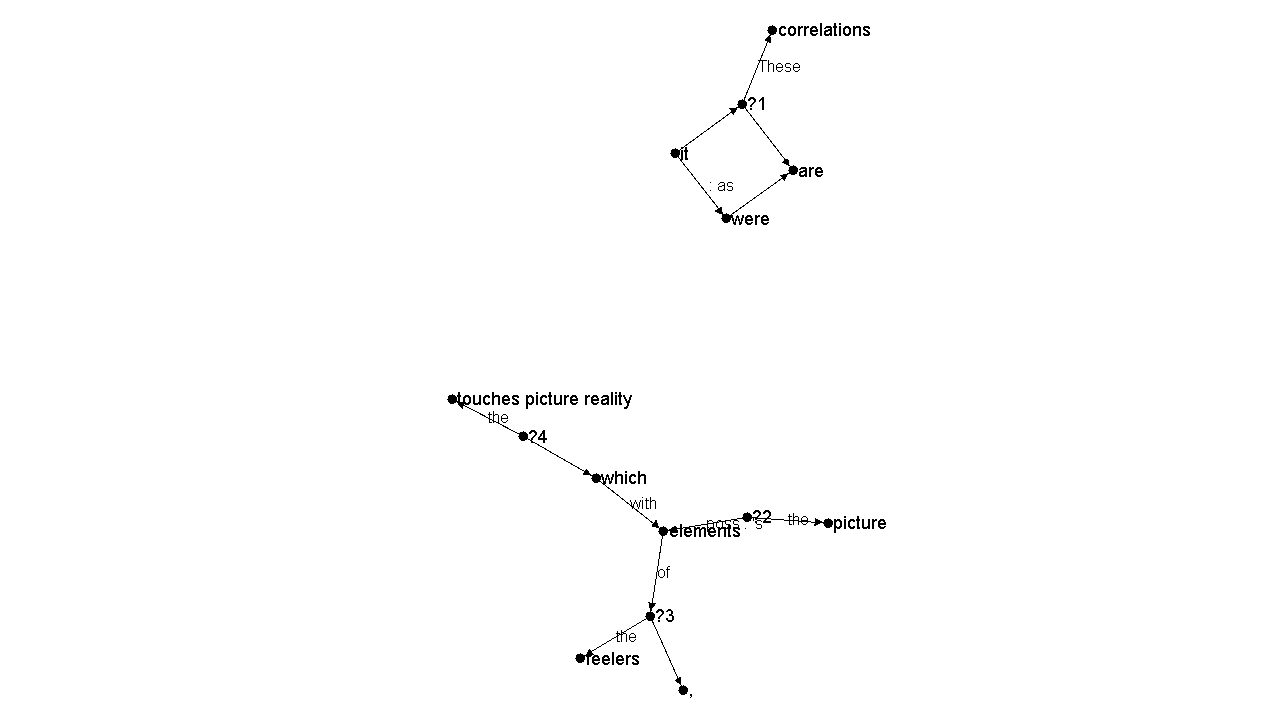 correlations
These
?1
it
are
: as
were
touches picture reality
the
?4
which
with
?2
the
picture
elements
poss : s
of
?3
the
feelers
,